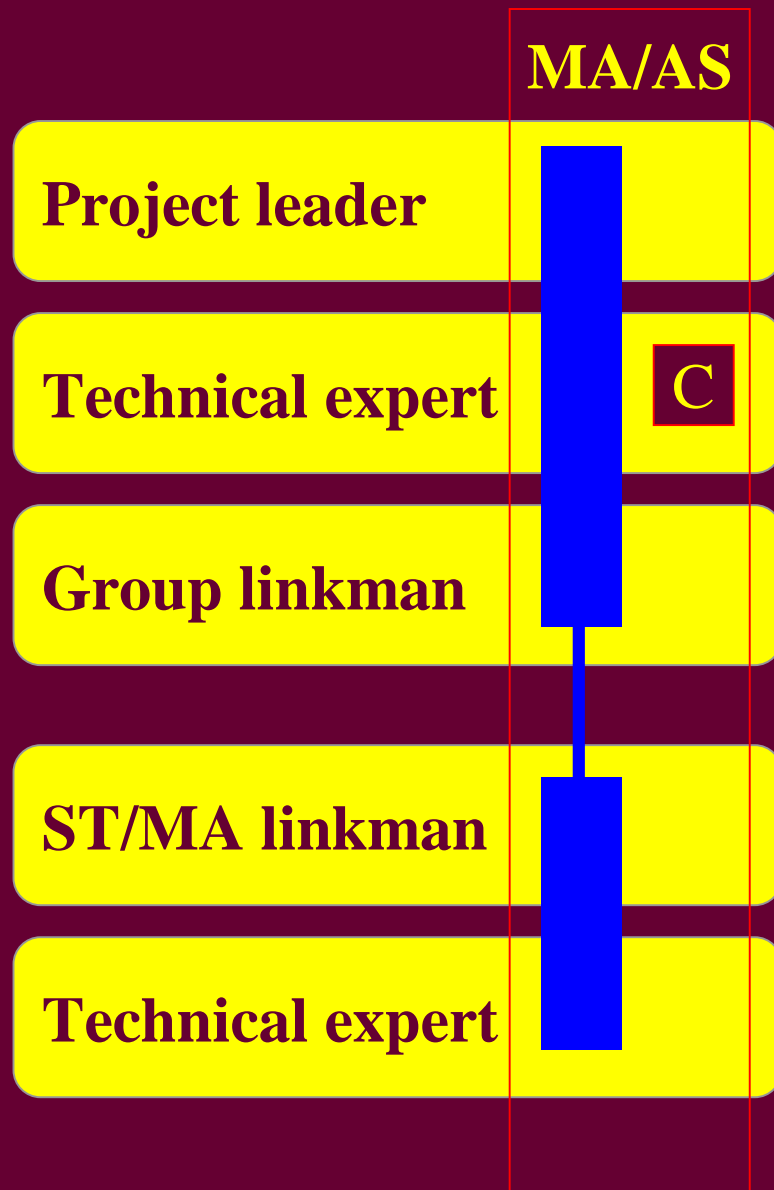 MA/AS
Project leader
Technical expert
C
Group linkman
ST/MA linkman
Technical expert